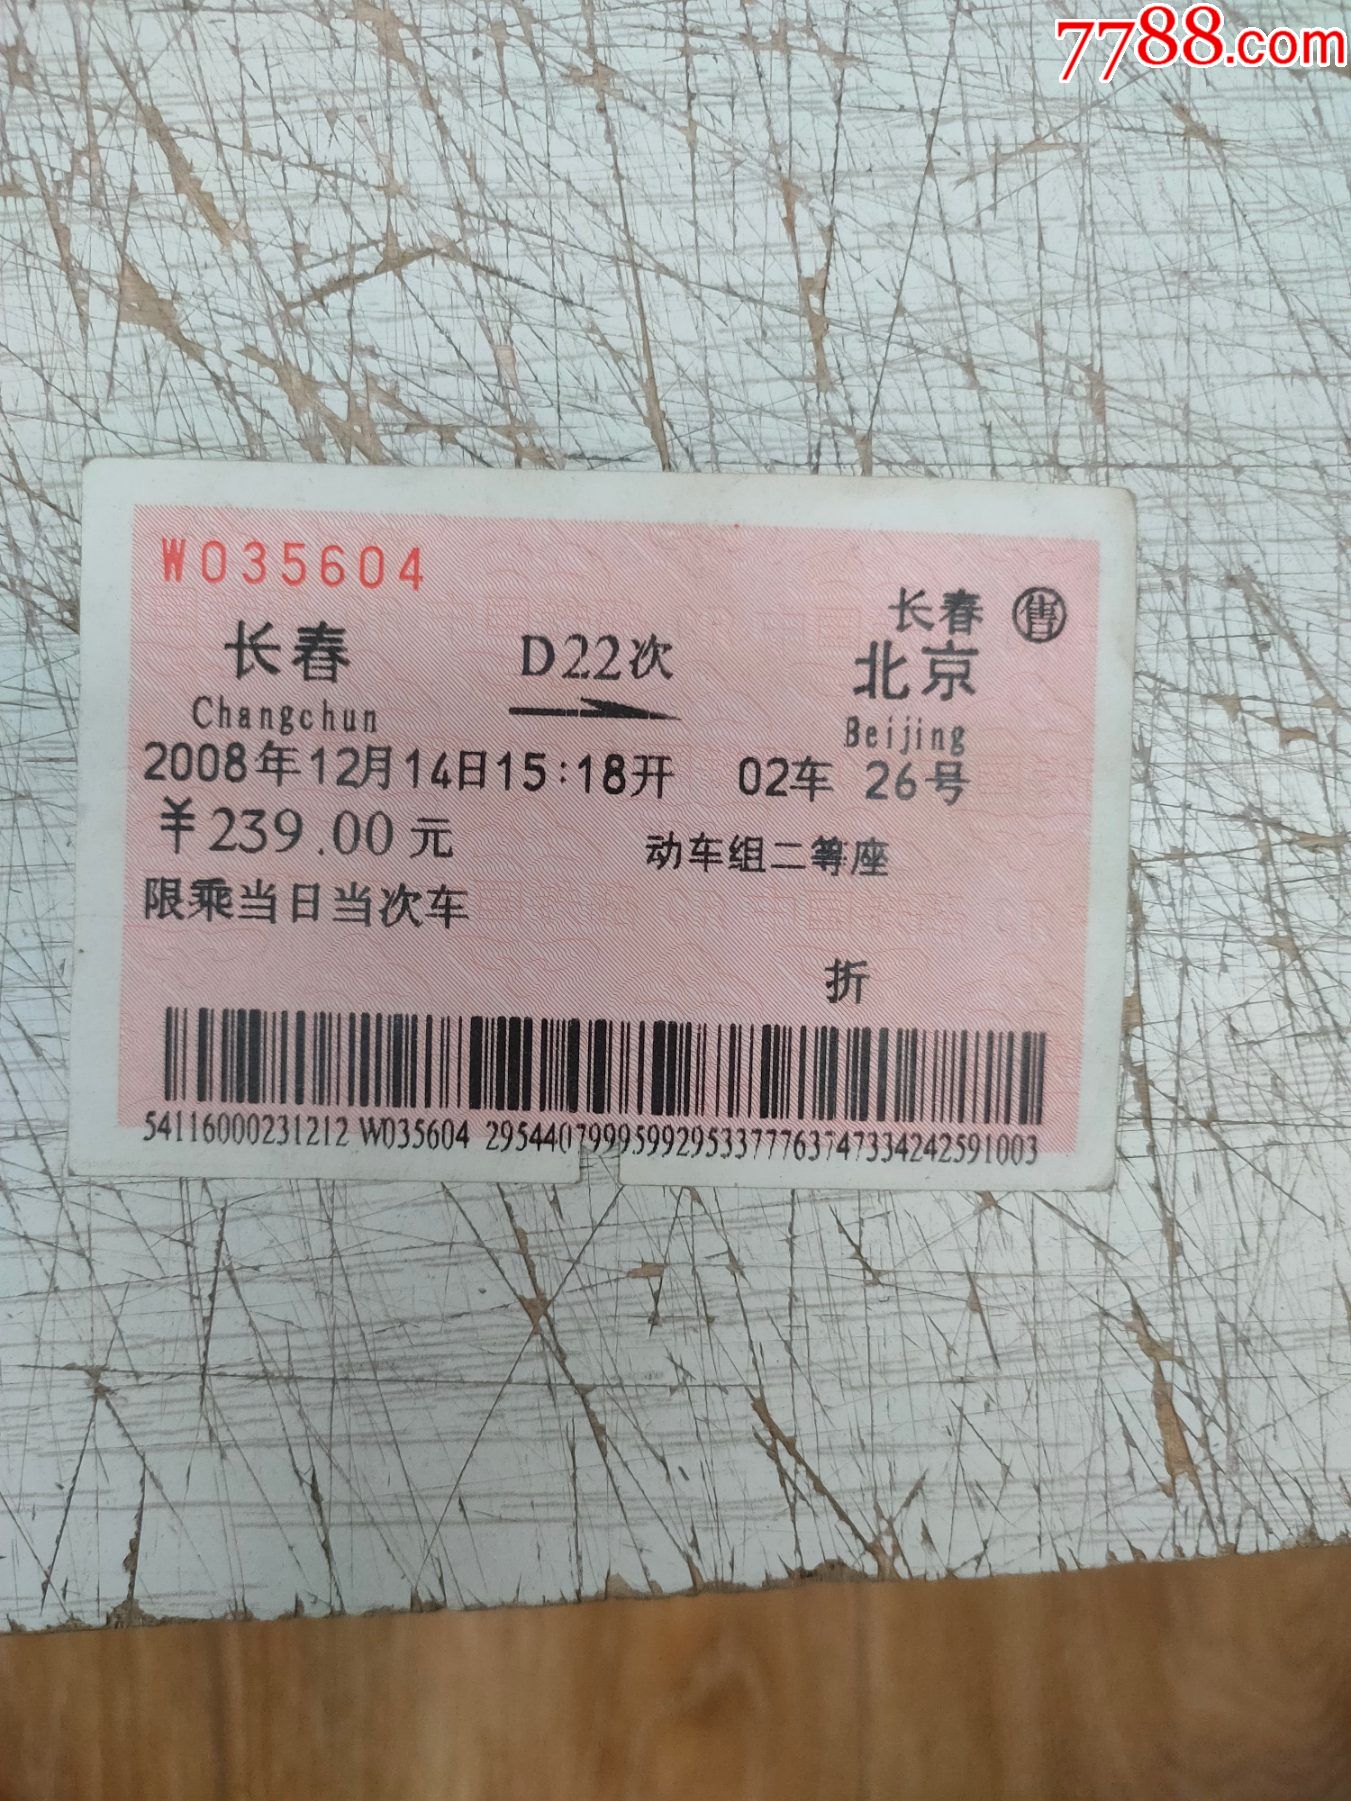 7788.com
W035604
长春 售
长春 D22次 北京
Changchun Beijing
2008年12月14日15:18开 02车 26号
¥239.00元 动车组二等座
限乘当日当次车
折
54116000231212 W035604 2954407999599295337776374733424259​1003